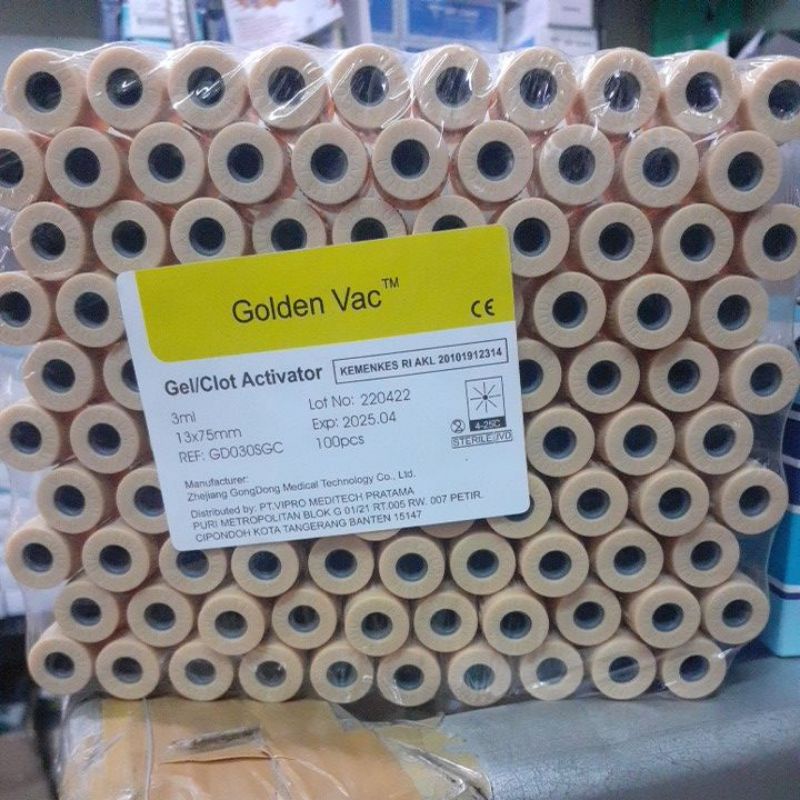 Golden Vac™
CE
Gel/Clot Activator
KEMENKES RI AKL 20101912314
3ml
13x75mm
REF: GD030SGC
Lot No: 220422
Exp: 2025.04
100pcs
2
4-25C
STERILE IVD
Manufacturer:
Zhejiang GongDong Medical Technology Co., Ltd.
Distributed by: PT.VIPRO MEDITECH PRATAMA
PURI METROPOLITAN BLOK G 01/21 RT.005 RW. 007 PETIR.
CIPONDOH KOTA TANGERANG BANTEN 15147